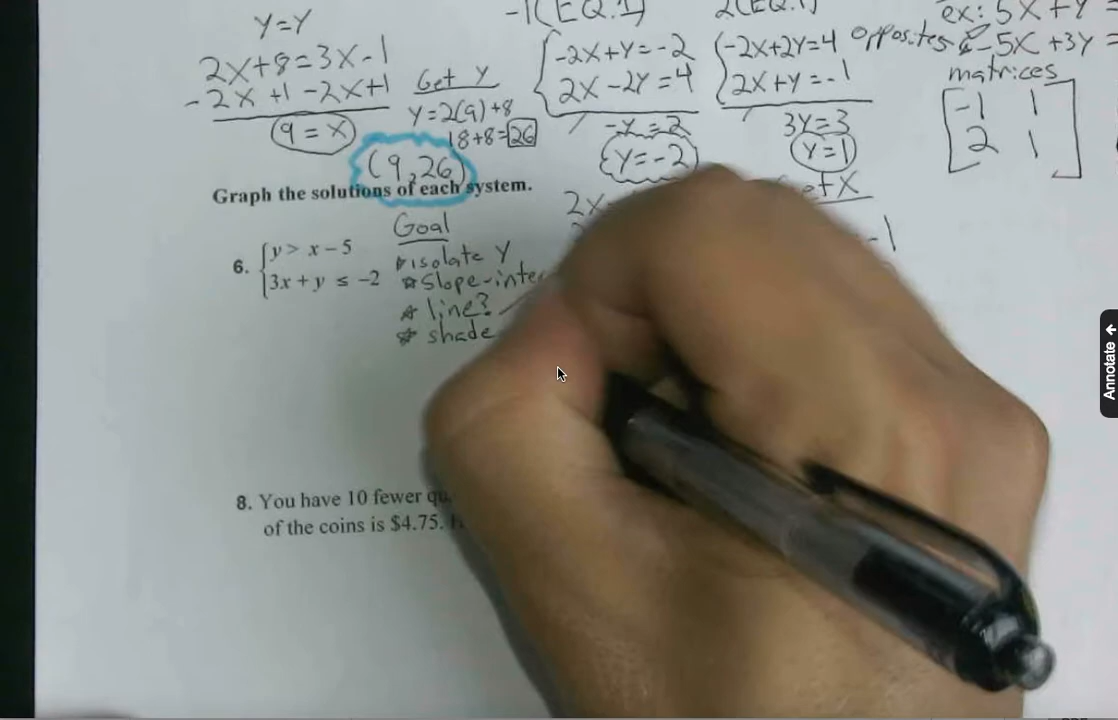 Y=Y
2x+8=3x-1
-2x +1 -2x+1
9=x
Get Y
y=2(9)+8
18+8=26
(9,26)
-1(EQ.1)
-2x+y=-2
2x-2y=4
-y=2
y=-2
2x
2(EQ.1)
-2x+2y=4
2x+y=-1
3y=3
y=1
x
-1
ex: 5x+y=
opposites -5x+3y=
matrices
-1 1
2 1
Graph the solutions of each system.
6. y > x - 5
3x + y ≤ -2
Goal
isolate Y
slope-inter
line?
shade
8. You have 10 fewer
of the coins is $4.75.
Annotate